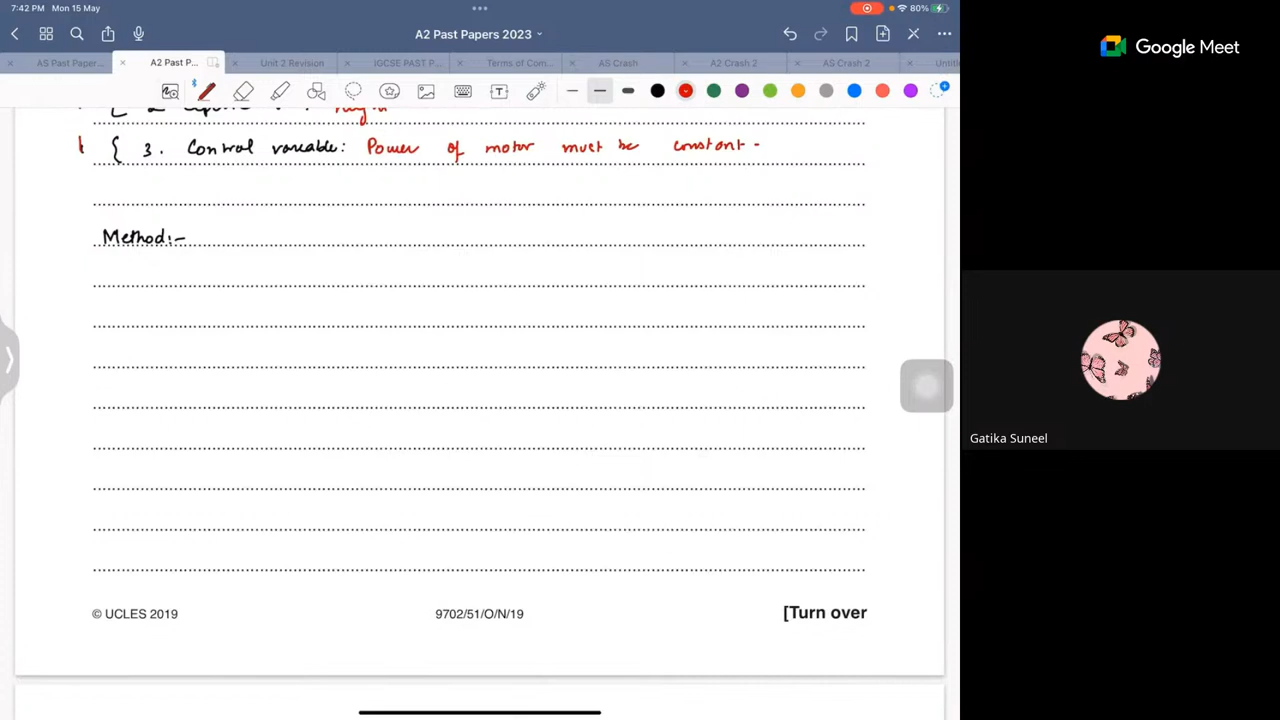 7:42 PM Mon 15 May
80%
A2 Past Papers 2023
AS Past Paper...
A2 Past P...
Unit 2 Revision
IGCSE PAST P...
Terms of Com...
AS Crash
A2 Crash 2
AS Crash 2
Untitl
3. Control variable: Power of motor must be constant -
Method:-
© UCLES 2019
9702/51/O/N/19
[Turn over
Google Meet
Gatika Suneel